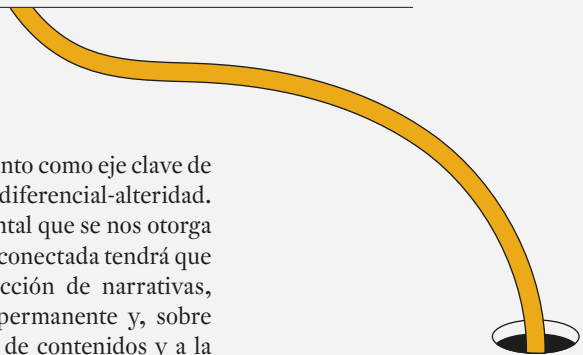 nto como eje clave de
diferencial-alteridad.
ntal que se nos otorga
conectada tendrá que
cción de narrativas,
permanente y, sobre
de contenidos y a la